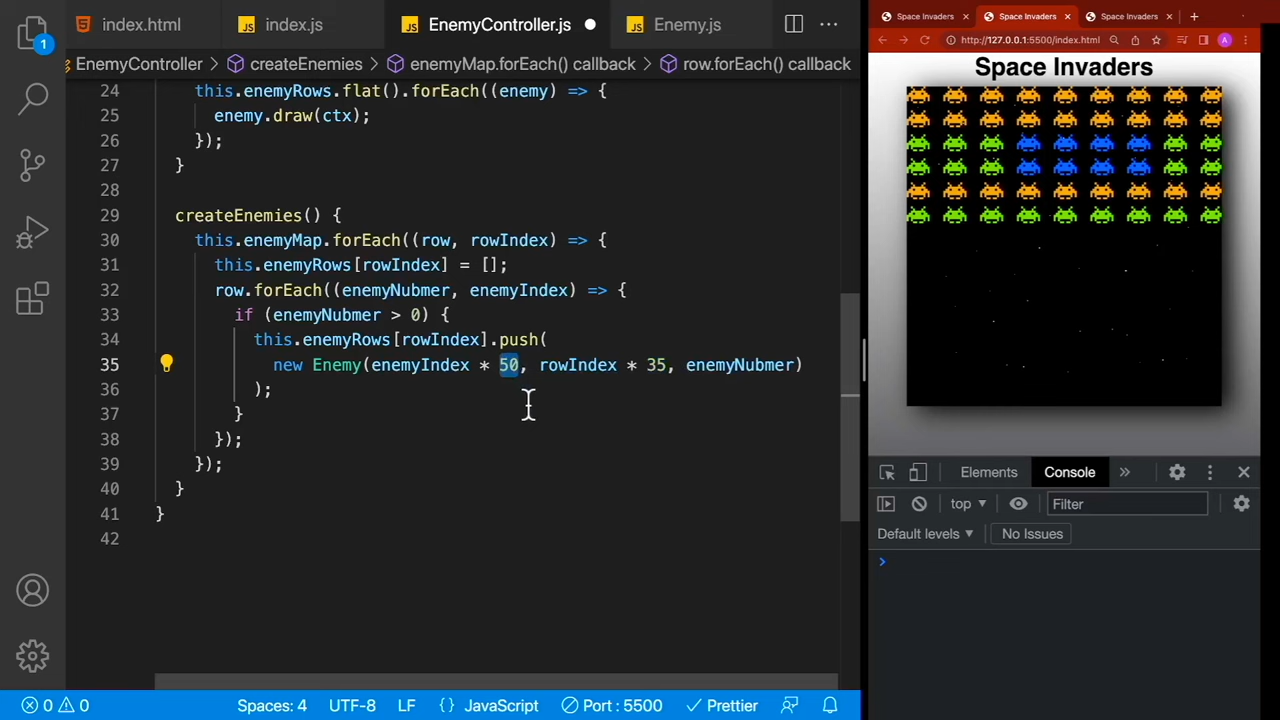 index.html
index.js
EnemyController.js
Enemy.js
EnemyController > createEnemies > enemyMap.forEach() callback > row.forEach() callback
24 this.enemyRows.flat().forEach((enemy) => {
25 enemy.draw(ctx);
26 });
27 }
28
29 createEnemies() {
30 this.enemyMap.forEach((row, rowIndex) => {
31 this.enemyRows[rowIndex] = [];
32 row.forEach((enemyNubmer, enemyIndex) => {
33 if (enemyNubmer > 0) {
34 this.enemyRows[rowIndex].push(
35 new Enemy(enemyIndex * 50, rowIndex * 35, enemyNubmer)
36 );
37 }
38 });
39 });
40 }
41 }
42
1
0 0 Spaces: 4 UTF-8 LF {} JavaScript Port : 5500 Prettier
Space Invaders Space Invaders Space Invaders
http://127.0.0.1:5500/index.html
A
Space Invaders
Elements Console
top Filter
Default levels No Issues